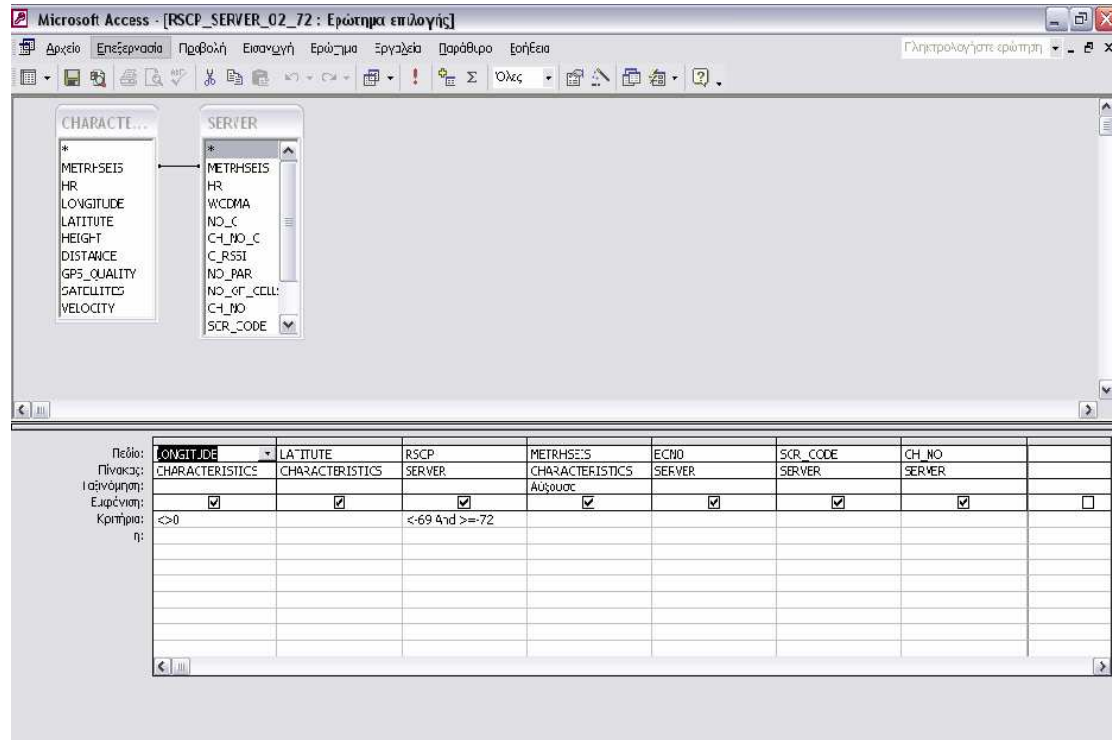 Microsoft Access - [RSCP_SERVER_02_72 : Ερώτημα επιλογής]
Αρχείο Επεξεργασία Προβολή Εισαγωγή Ερώτημα Εργαλεία Παράθυρο Βοήθεια Πληκτρολογήστε ερώτηση
Όλες
CHARACTE...
*
METRHSEIS
HR
LONGITUDE
LATITUTE
HEIGHT
DISTANCE
GPS_QUALITY
SATELLITES
VELOCITY
SERVER
*
METRHSEIS
HR
WCDMA
NO_C
CH_NO_C
C_RSSI
NO_PAR
NO_OF_CELL
CH_NO
SCR_CODE
Πεδίο: LONGITUDE LATITUTE RSCP METRHSEIS ECNO SCR_CODE CH_NO
Πίνακας: CHARACTERISTICS CHARACTERISTICS SERVER CHARACTERISTICS SERVER SERVER SERVER
Ταξινόμηση: Αύξουσα
Εμφάνιση:
Κριτήρια: <>0 <-69 And >=-72
η: